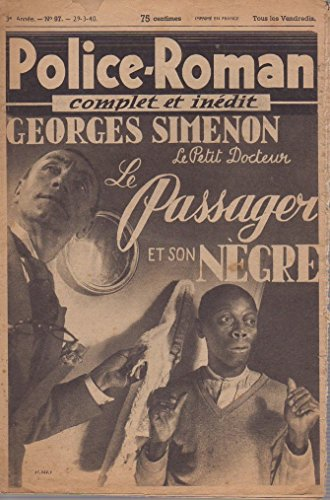 3e Année. - N° 97. - 29-3-40. 75 centimes IMPRIMÉ EN FRANCE Tous les Vendredis.
Police-Roman
complet et inédit
GEORGES SIMENON
Le Petit Docteur
Le
Passager
ET SON NÈGRE